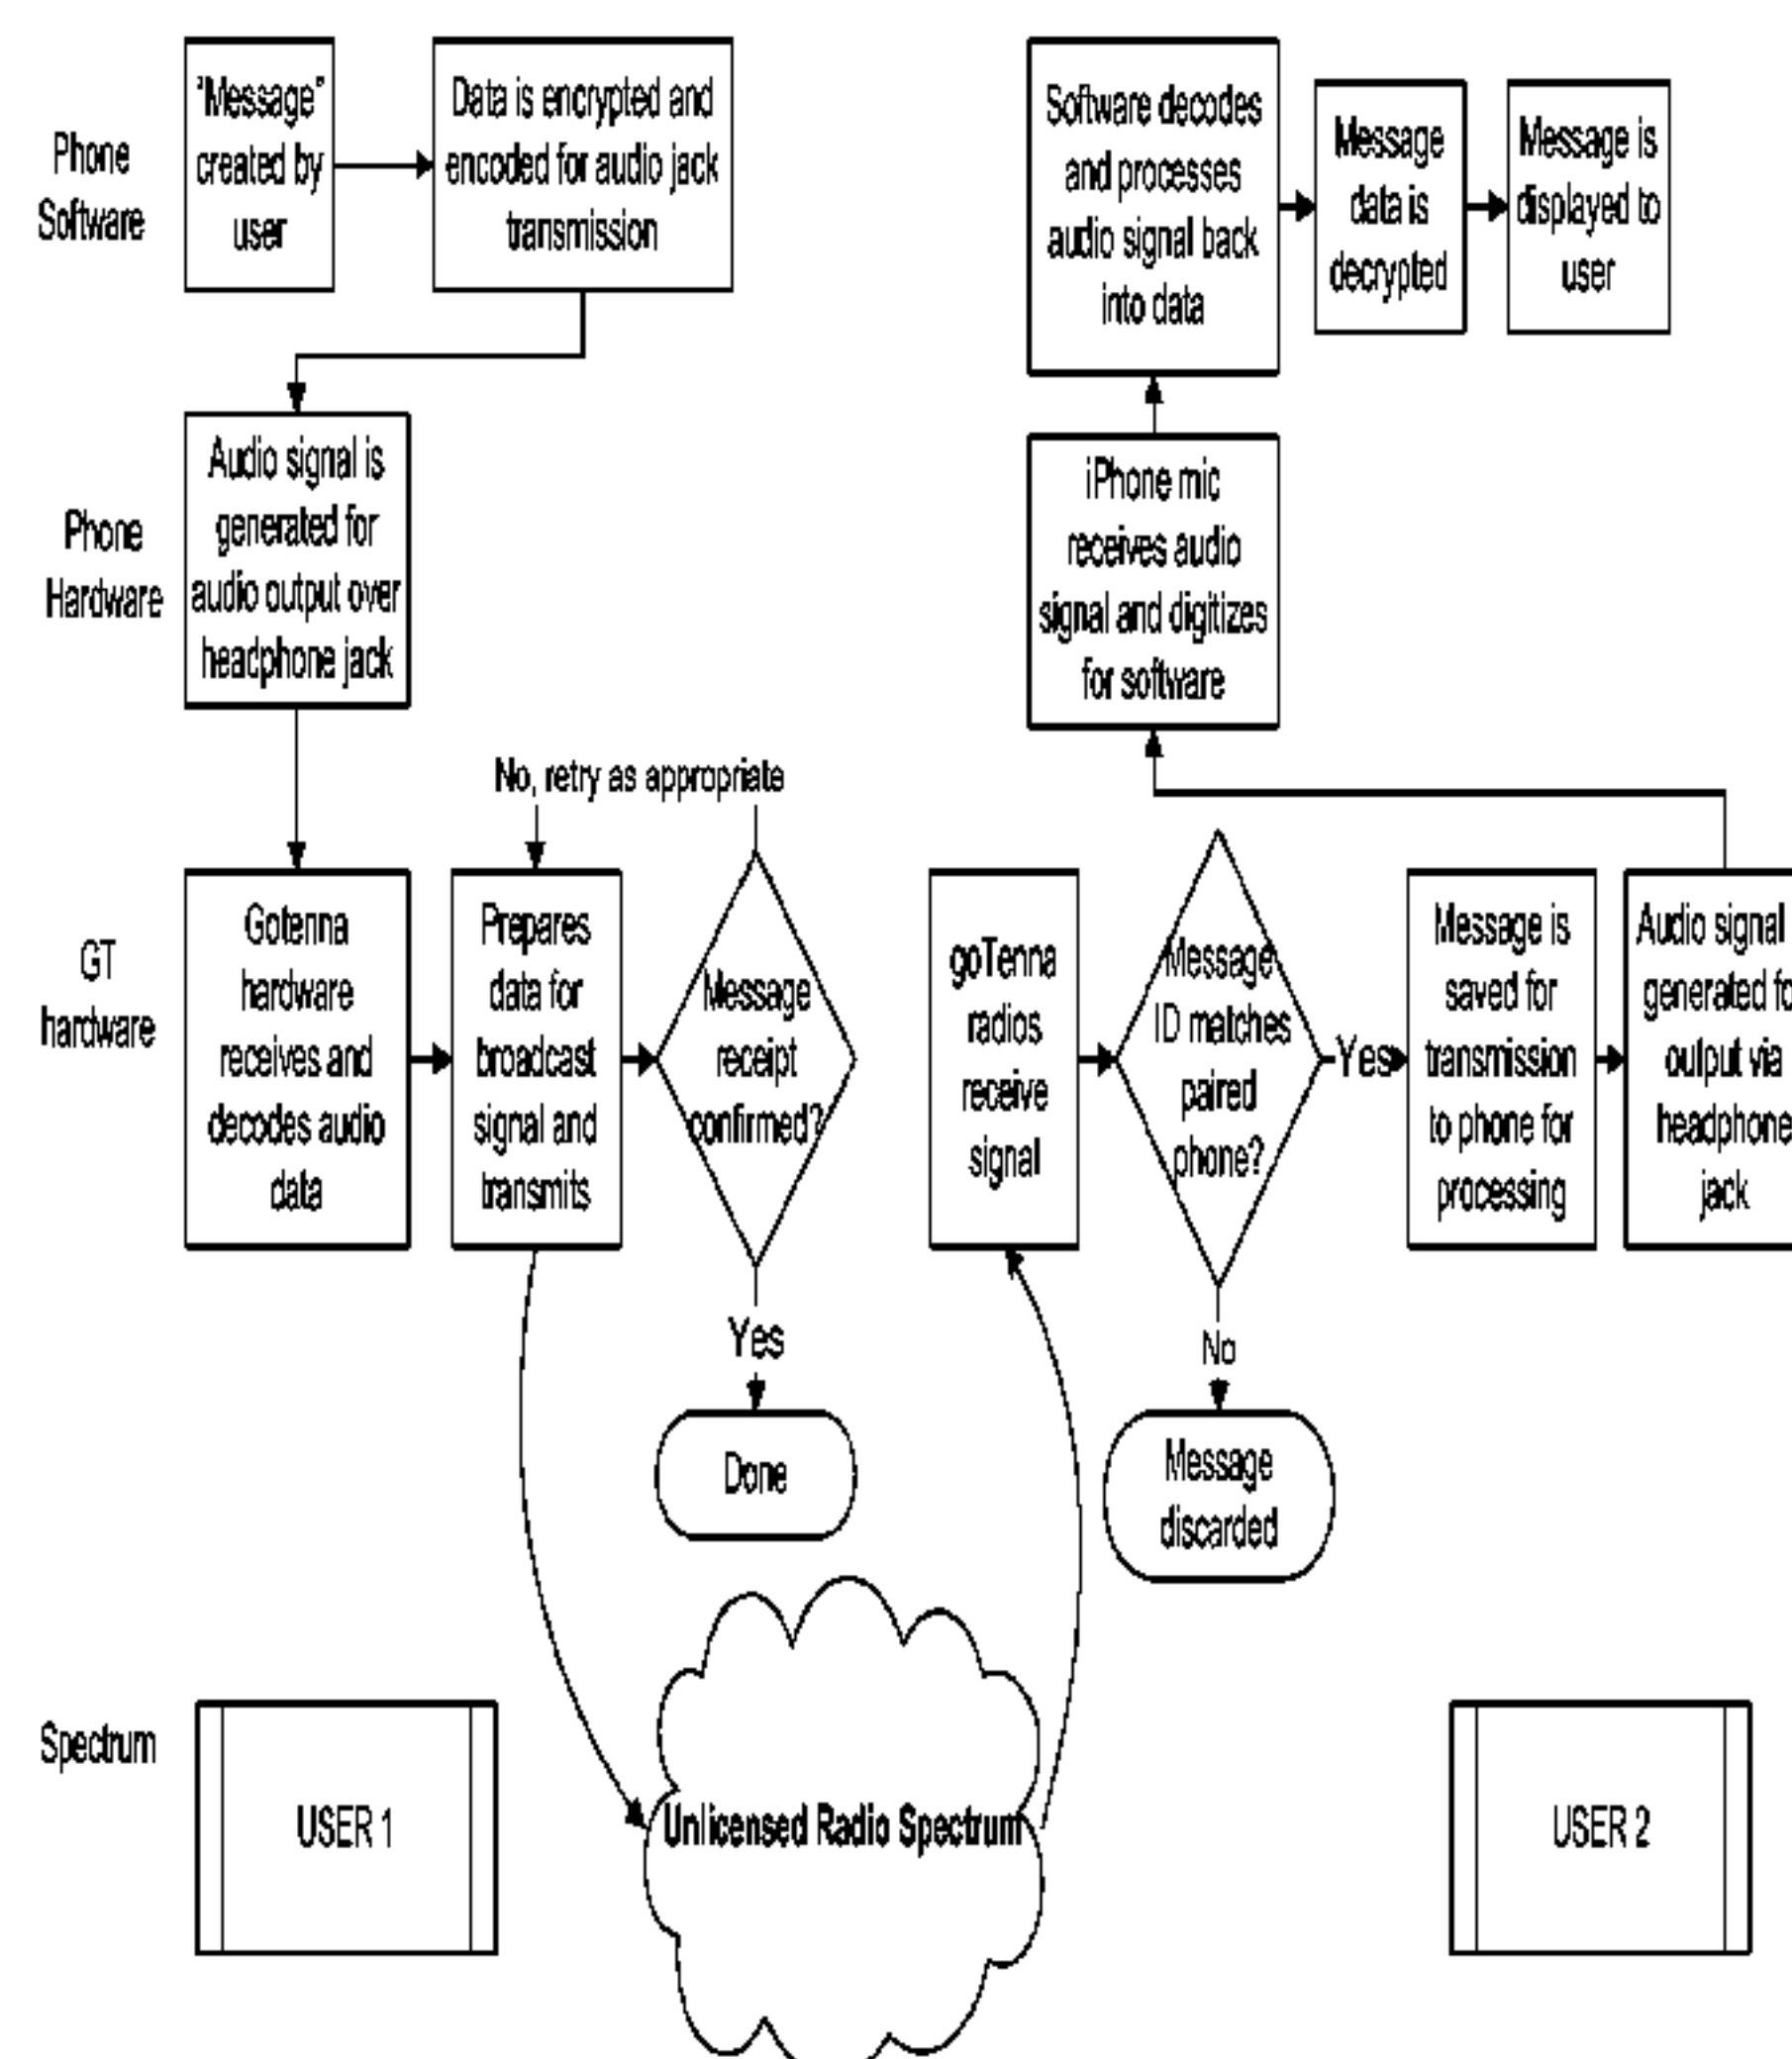 Phone
Software
"Message"
created by
user
Data is encrypted and
encoded for audio jack
transmission
Software decodes
and processes
audio signal back
into data
Message
data is
decrypted
Message is
displayed to
user
Phone
Hardware
Audio signal is
generated for
audio output over
headphone jack
iPhone mic
receives audio
signal and digitizes
for software
No, retry as appropriate
GT
hardware
Gotenna
hardware
receives and
decodes audio
data
Prepares
data for
broadcast
signal and
transmits
Message
receipt
confirmed?
goTenna
radios
receive
signal
Message
ID matches
paired
phone?
Yes
Message is
saved for
transmission
to phone for
processing
Audio signal
generated fo
output via
headphone
jack
Yes
No
Done
Message
discarded
Spectrum
USER 1
Unlicensed Radio Spectrum
USER 2